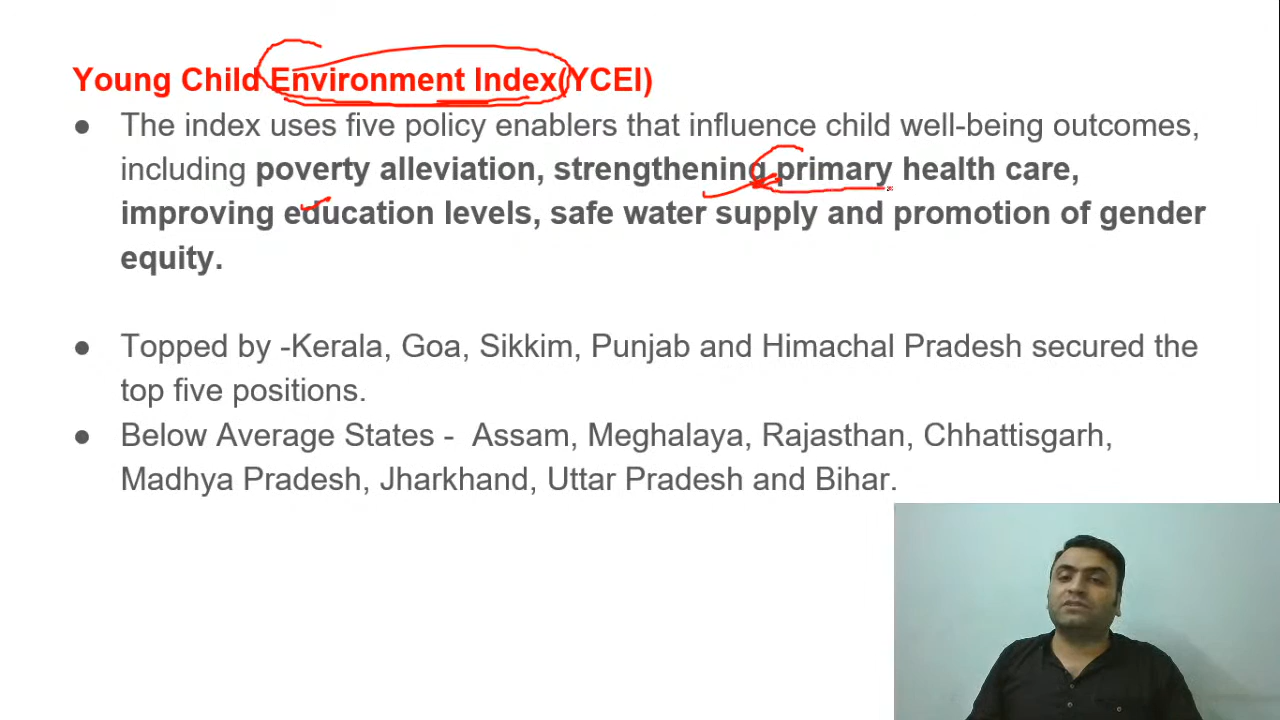 Young Child Environment Index(YCEI)
● The index uses five policy enablers that influence child well-being outcomes,
including poverty alleviation, strengthening primary health care,
improving education levels, safe water supply and promotion of gender
equity.
● Topped by -Kerala, Goa, Sikkim, Punjab and Himachal Pradesh secured the
top five positions.
● Below Average States - Assam, Meghalaya, Rajasthan, Chhattisgarh,
Madhya Pradesh, Jharkhand, Uttar Pradesh and Bihar.